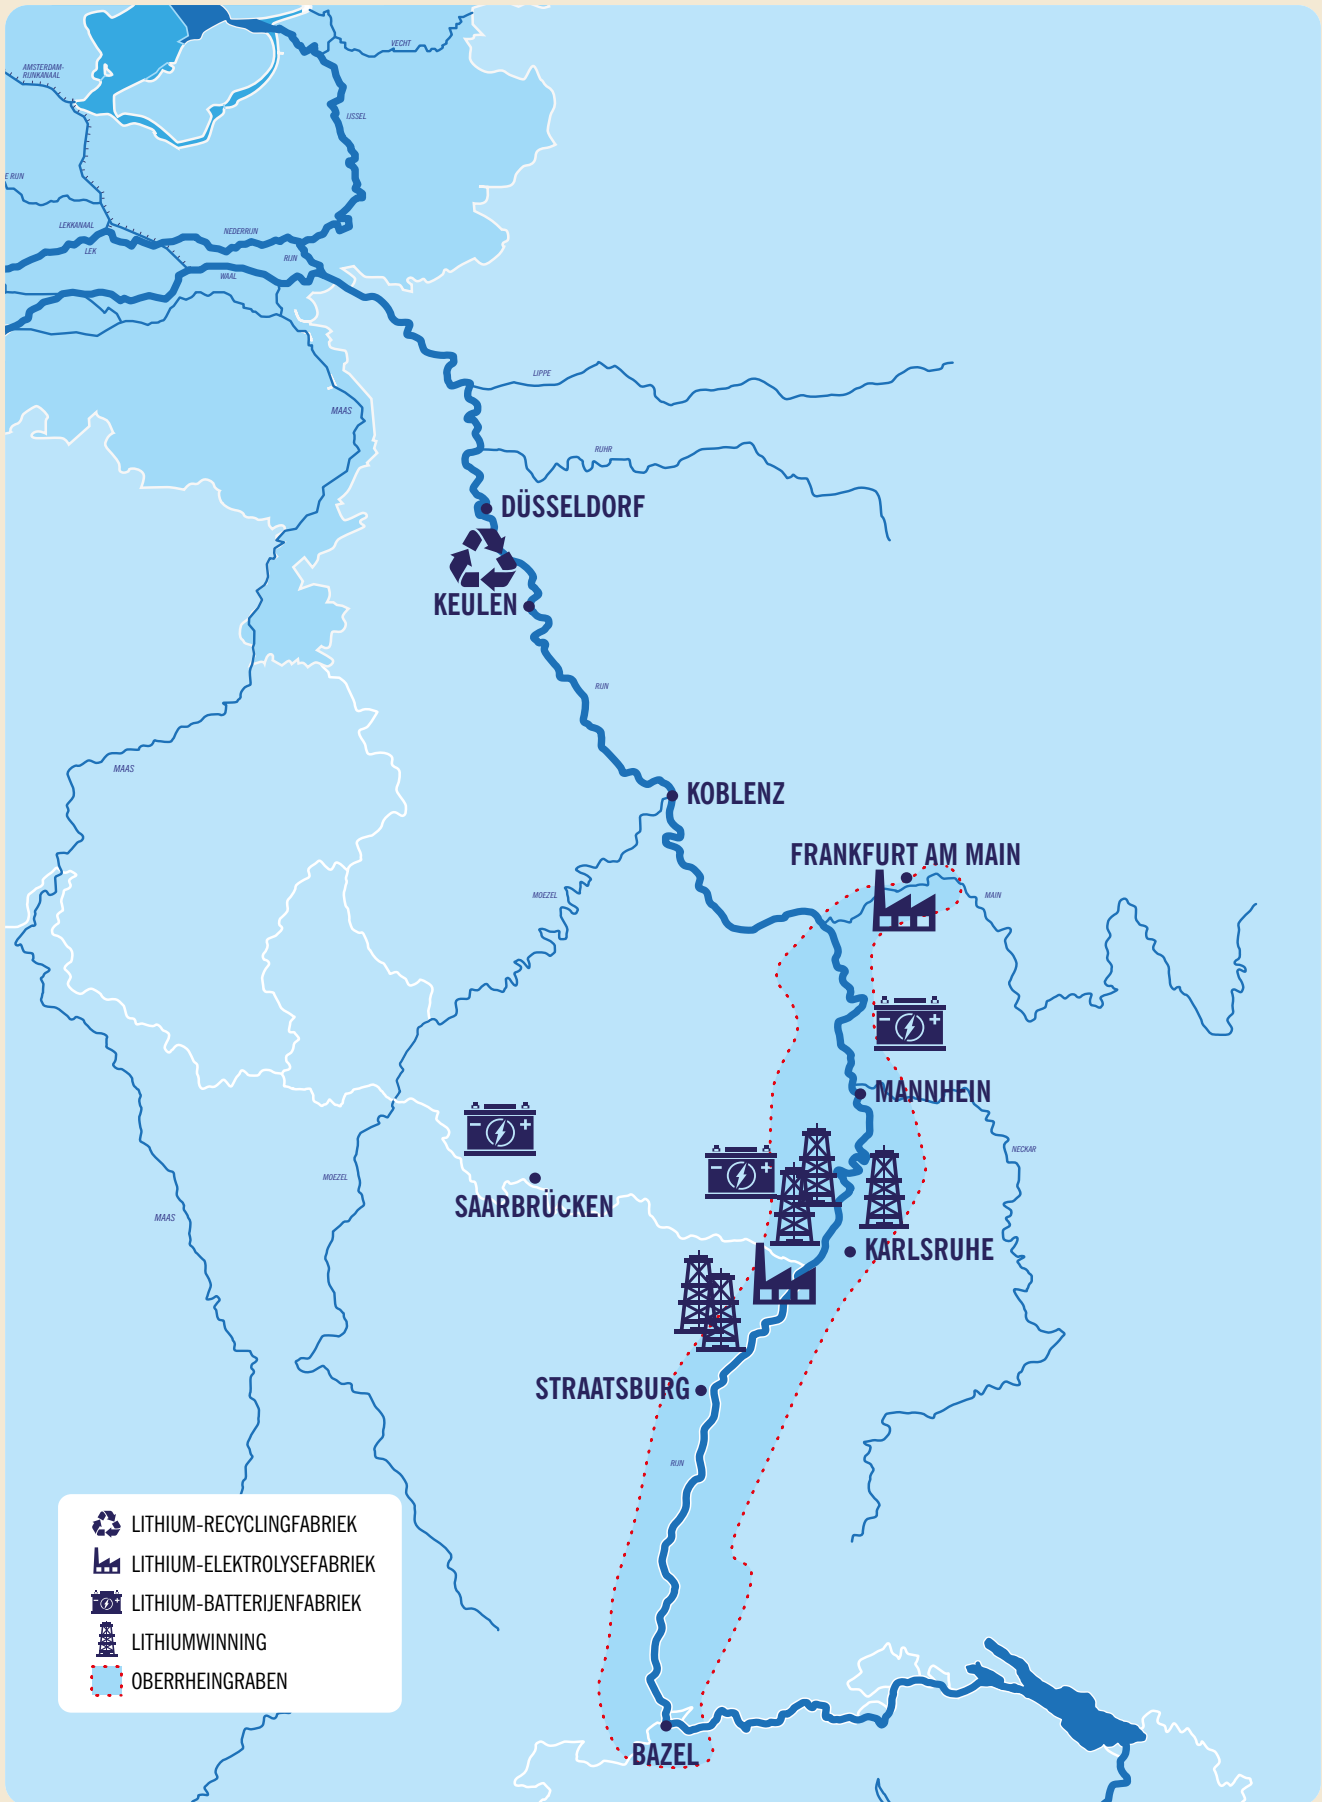 VECHT
AMSTERDAM-
RIJNKANAAL
IJSSEL
E RIJN
LEKKANAAL
NEDERRIJN
LEK
RIJN
WAAL
LIPPE
MAAS
RUHR
DÜSSELDORF
KEULEN
RIJN
MAAS
KOBLENZ
FRANKFURT AM MAIN
MOEZEL
MAIN
MANNHEIN
NECKAR
MOEZEL
SAARBRÜCKEN
MAAS
KARLSRUHE
STRAATSBURG
RIJN
LITHIUM-RECYCLINGFABRIEK
LITHIUM-ELEKTROLYSEFABRIEK
LITHIUM-BATTERIJENFABRIEK
LITHIUMWINNING
OBERRHEINGRABEN
BAZEL